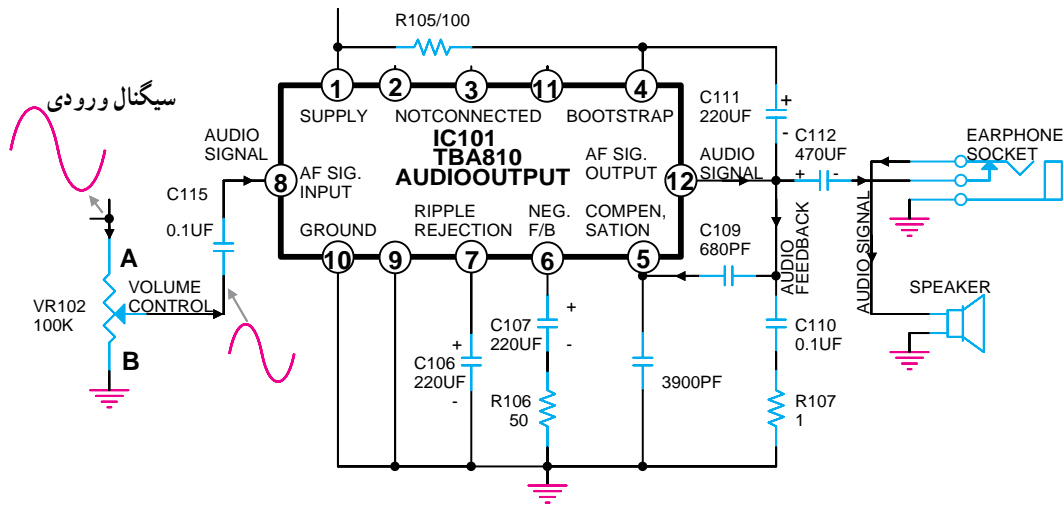 R105/100
سیگنال ورودی
1
2
3
11
4
SUPPLY
NOTCONNECTED
BOOTSTRAP
IC101
TBA810
AUDIOOUTPUT
AUDIO
SIGNAL
8
AF SIG.
INPUT
AF SIG.
OUTPUT
12
AUDIO
SIGNAL
C111
220UF
+
-
C112
470UF
+
-
EARPHONE
SOCKET
C115
0.1UF
GROUND
RIPPLE
REJECTION
NEG.
F/B
COMPEN,
SATION
10
9
7
6
5
C109
680PF
AUDIO
FEEDBACK
AUDIO SIGNAL
SPEAKER
A
VOLUME
CONTROL
VR102
100K
B
C106
220UF
+
-
C107
220UF
+
-
R106
50
3900PF
C110
0.1UF
R107
1